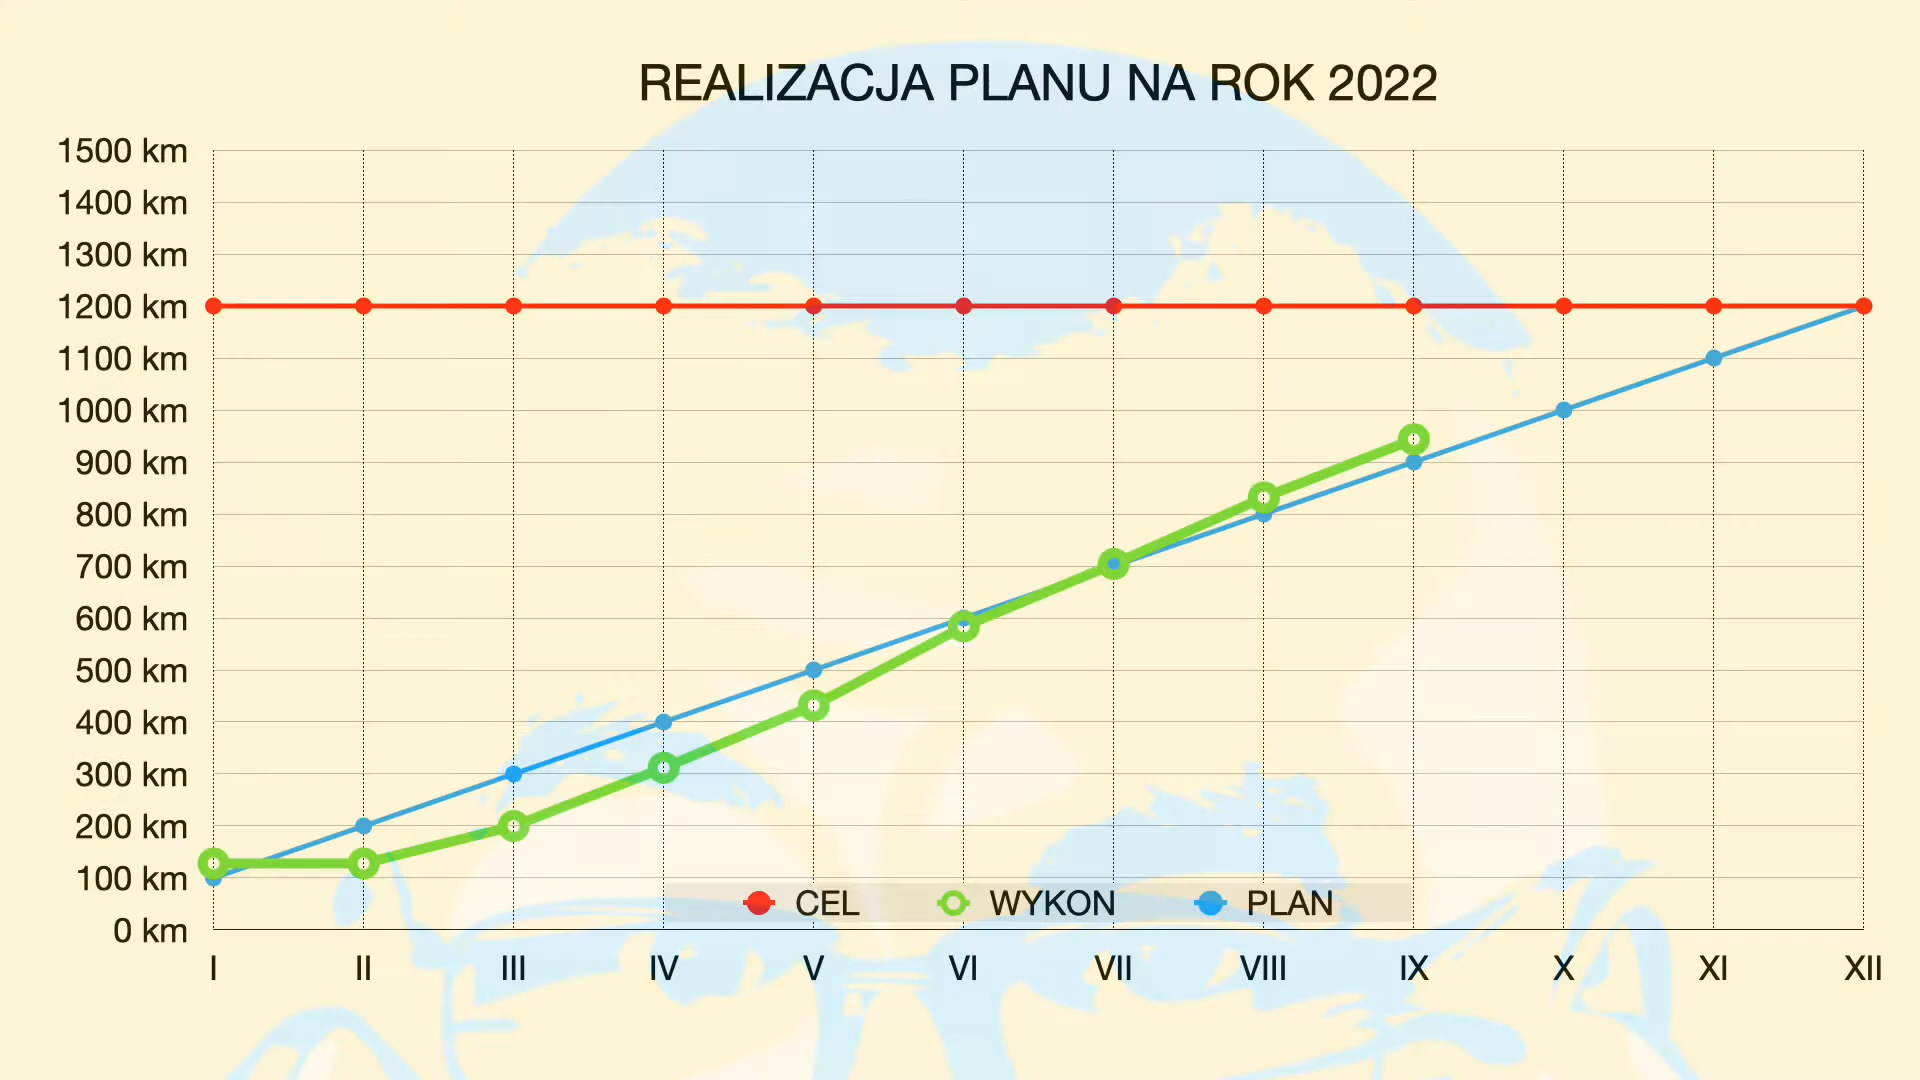 REALIZACJA PLANU NA ROK 2022
1500 km
1400 km
1300 km
1200 km
1100 km
1000 km
900 km
800 km
700 km
600 km
500 km
400 km
300 km
200 km
100 km
0 km
CEL WYKON PLAN
I II III IV V VI VII VIII IX X XI XII